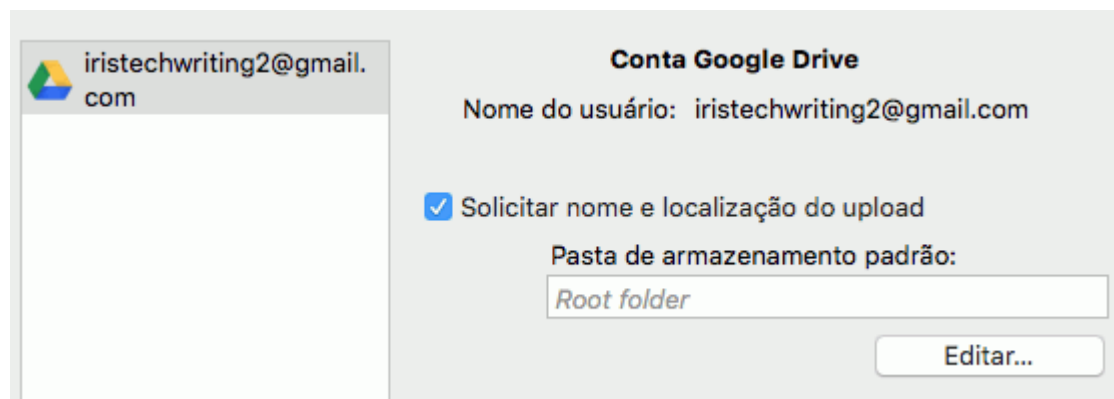 iristechwriting2@gmail.
com
Conta Google Drive
Nome do usuário: iristechwriting2@gmail.com
Solicitar nome e localização do upload
Pasta de armazenamento padrão:
Root folder
Editar...